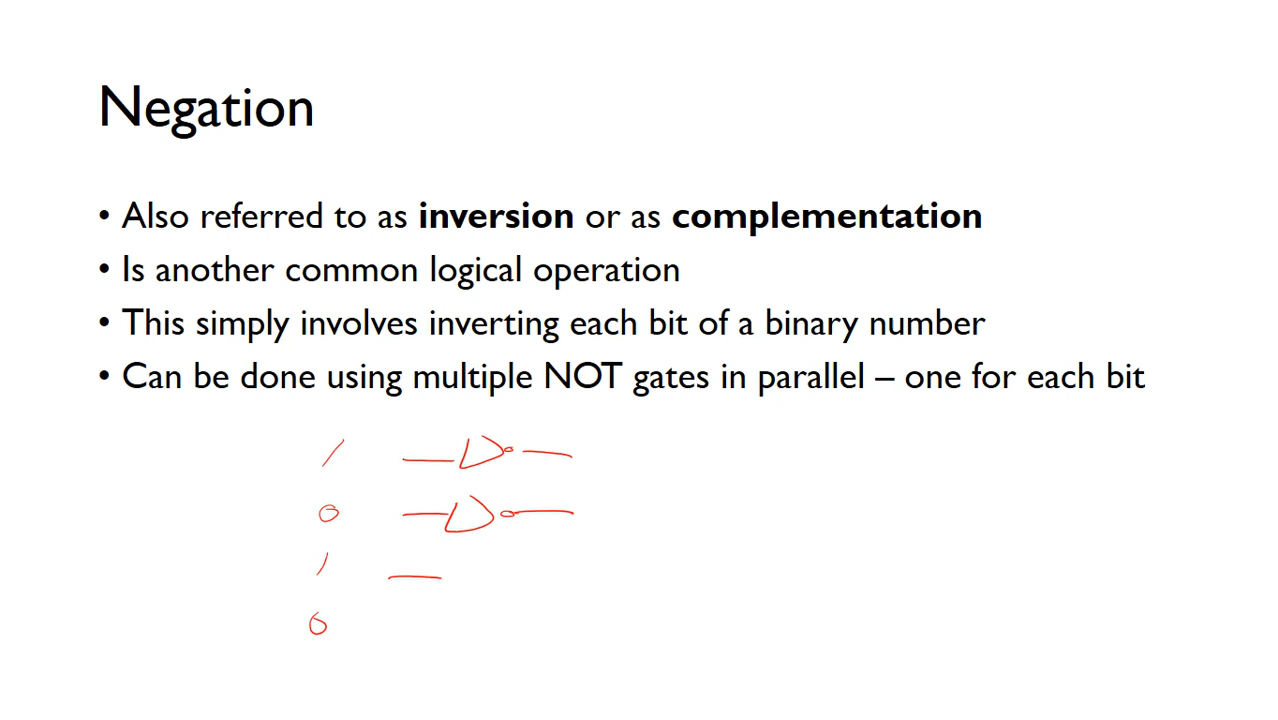 Negation
• Also referred to as inversion or as complementation
• Is another common logical operation
• This simply involves inverting each bit of a binary number
• Can be done using multiple NOT gates in parallel – one for each bit
1
0
1
0